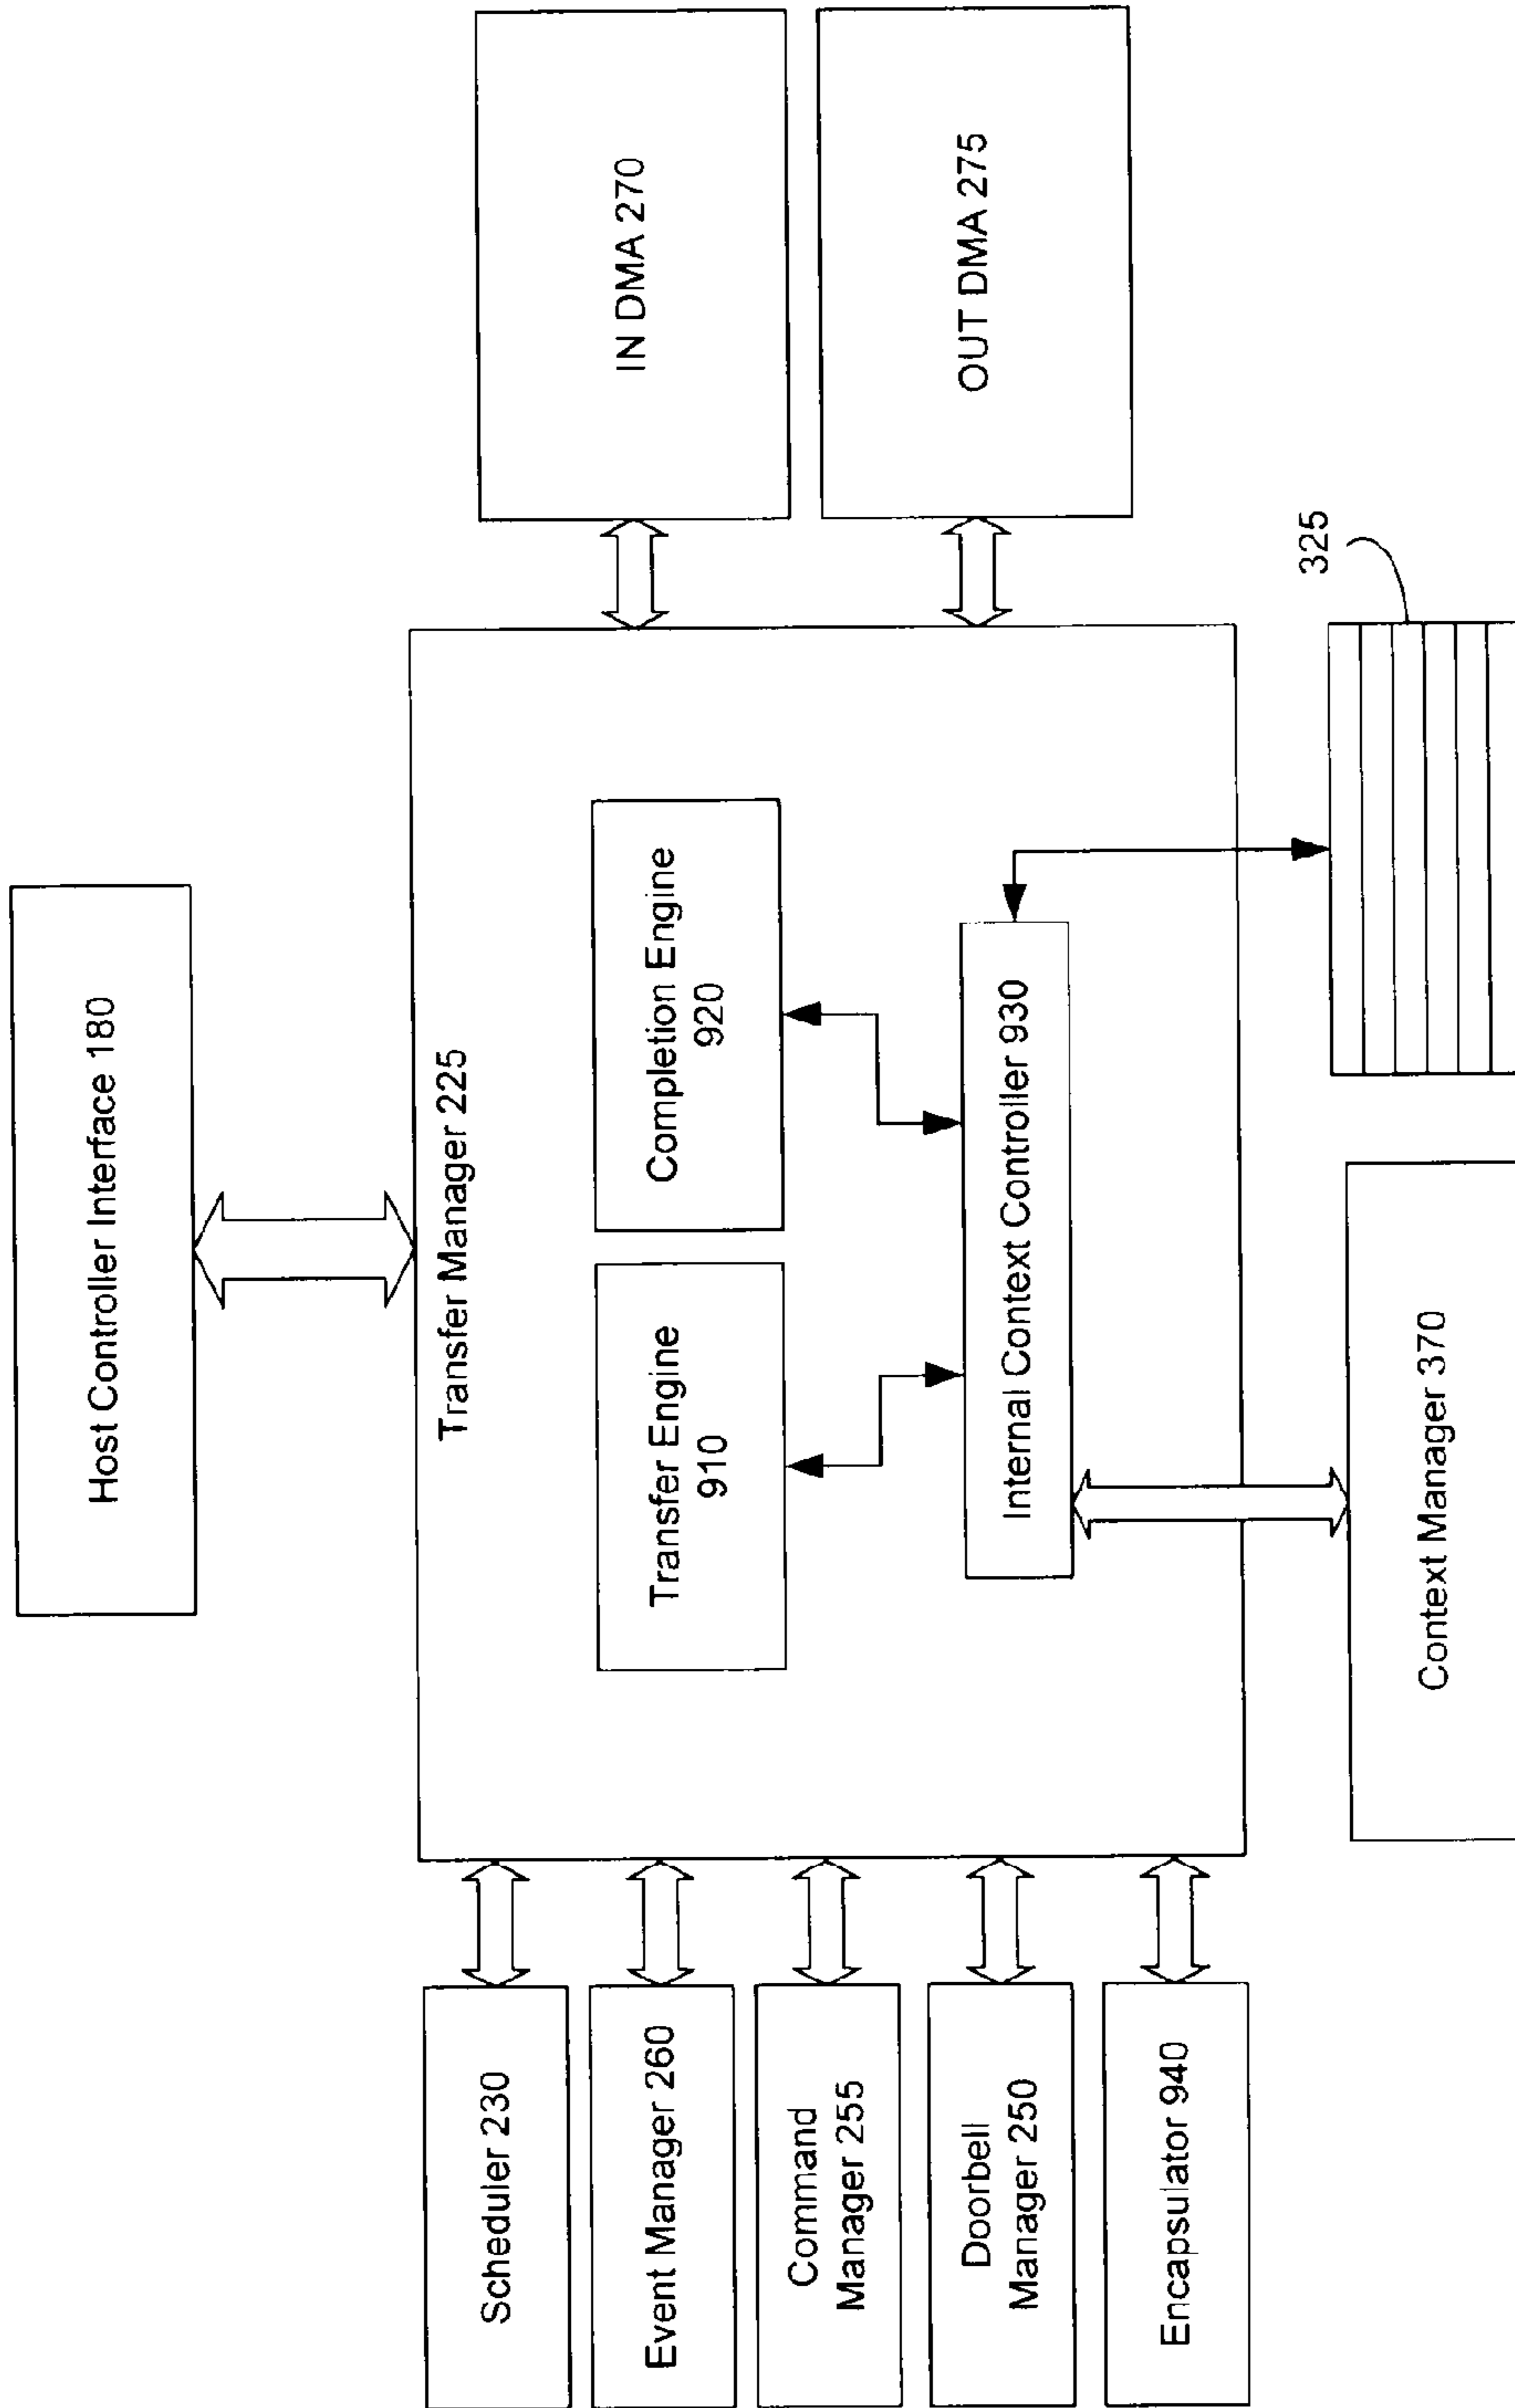 Host Controller Interface 180
Transfer Manager 225
Scheduler 230
Event Manager 260
Command
Manager 255
Doorbell
Manager 250
Encapsulator 940
Transfer Engine
910
Completion Engine
920
Internal Context Controller 930
IN DMA 270
OUT DMA 275
Context Manager 370
325